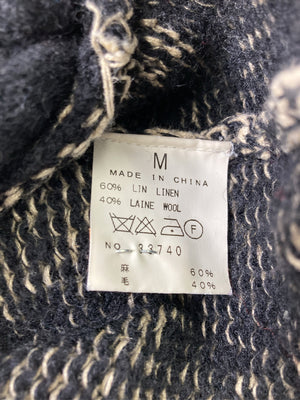 M
MADE IN CHINA
60% LIN LINEN
40% LAINE WOOL
F
NO. 33740
麻 60%
毛 40%